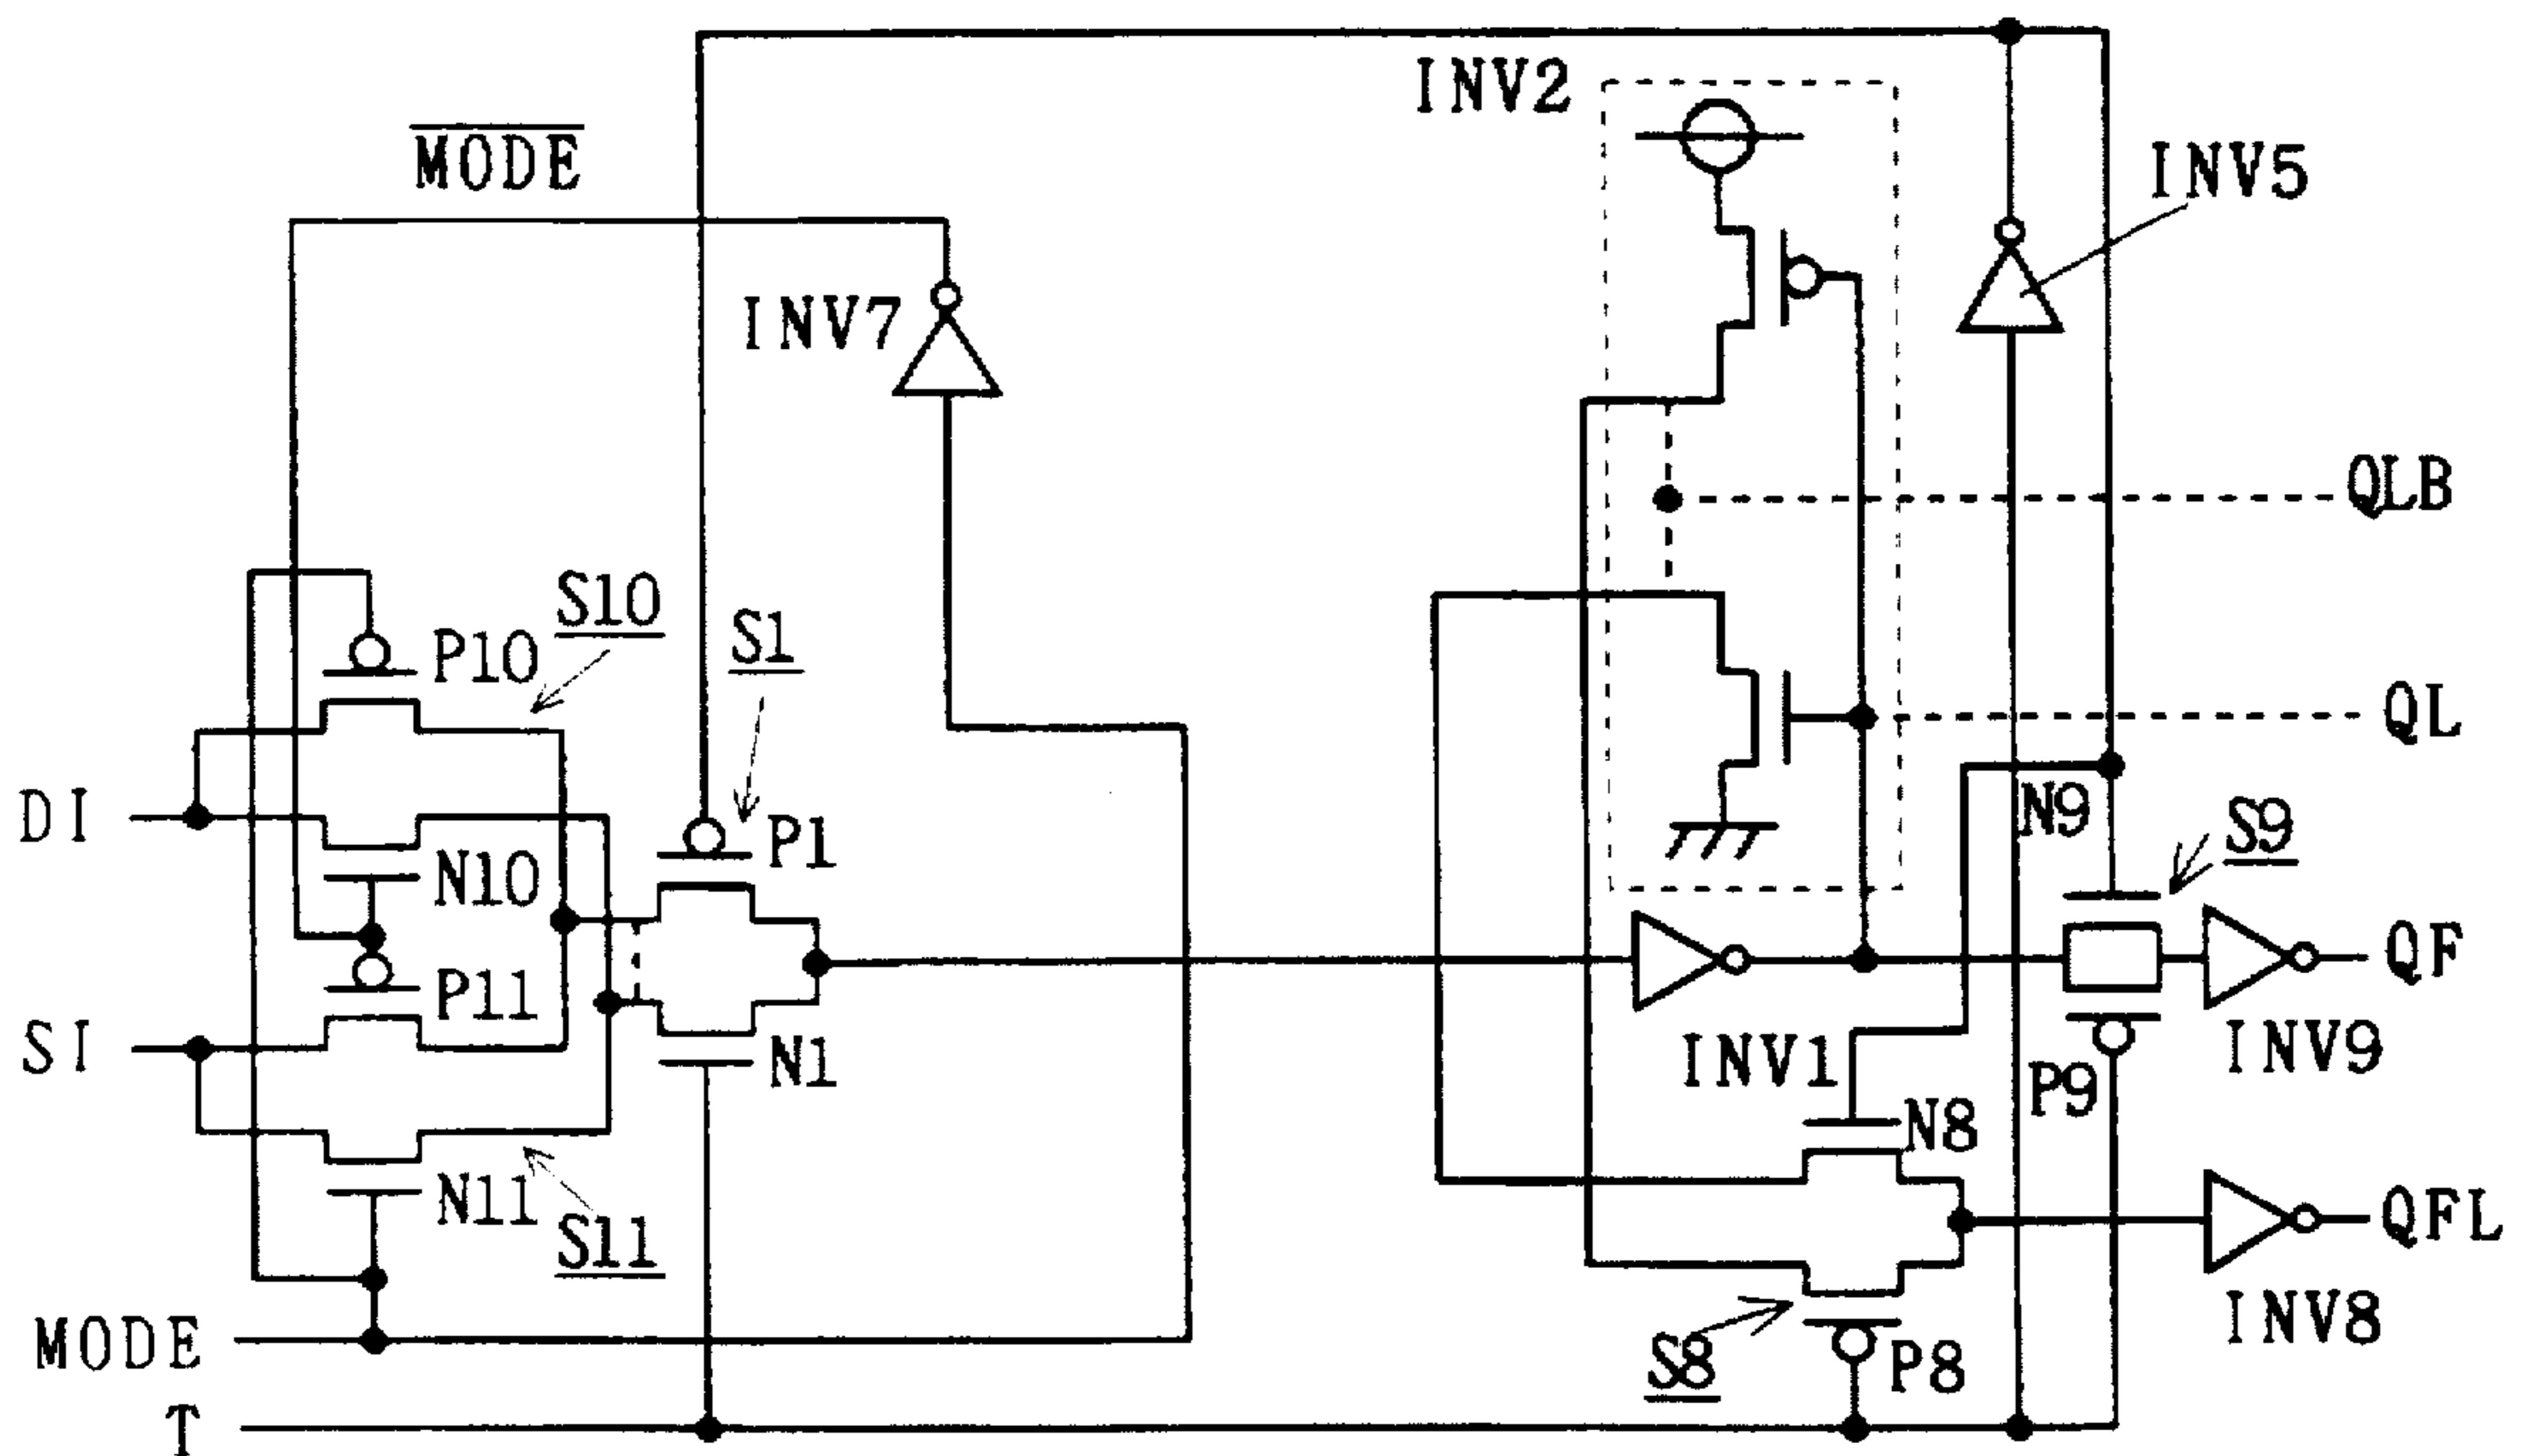 INV2
MODE
INV5
INV7
QLB
S10
S1
P10
QL
N9
S9
DI
P1
N10
QF
P11
SI
N1
INV1
INV9
P9
N8
N11
S11
QFL
INV8
MODE
S8
P8
T